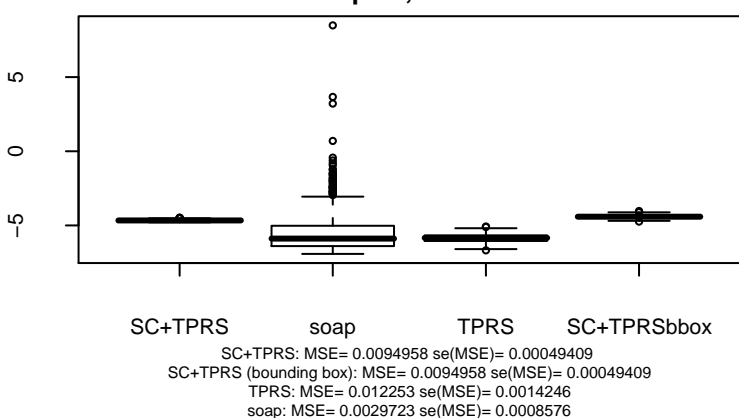 5
0
−5
SC+TPRS soap TPRS SC+TPRSbbox
SC+TPRS: MSE= 0.0094958 se(MSE)= 0.00049409
SC+TPRS (bounding box): MSE= 0.0094958 se(MSE)= 0.00049409
TPRS: MSE= 0.012253 se(MSE)= 0.0014246
soap: MSE= 0.0029723 se(MSE)= 0.0008576